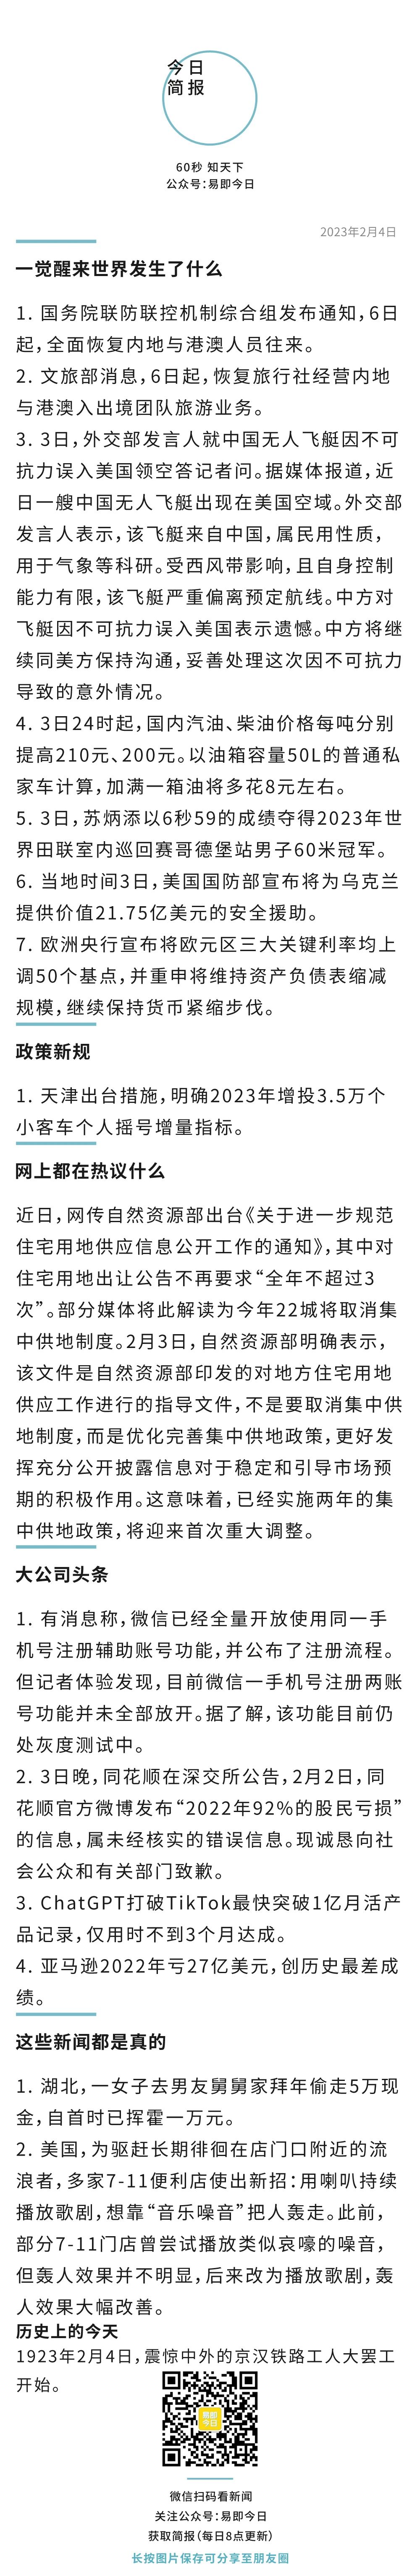 今日
简报
60秒 知天下
公众号：易即今日
2023年2月4日
一觉醒来世界发生了什么
1. 国务院联防联控机制综合组发布通知，6日
起，全面恢复内地与港澳人员往来。
2. 文旅部消息，6日起，恢复旅行社经营内地
与港澳入出境团队旅游业务。
3. 3日，外交部发言人就中国无人飞艇因不可
抗力误入美国领空答记者问。据媒体报道，近
日一艘中国无人飞艇出现在美国空域。外交部
发言人表示，该飞艇来自中国，属民用性质，
用于气象等科研。受西风带影响，且自身控制
能力有限，该飞艇严重偏离预定航线。中方对
飞艇因不可抗力误入美国表示遗憾。中方将继
续同美方保持沟通，妥善处理这次因不可抗力
导致的意外情况。
4. 3日24时起，国内汽油、柴油价格每吨分别
提高210元、200元。以油箱容量50L的普通私
家车计算，加满一箱油将多花8元左右。
5. 3日，苏炳添以6秒59的成绩夺得2023年世
界田联室内巡回赛哥德堡站男子60米冠军。
6. 当地时间3日，美国国防部宣布将为乌克兰
提供价值21.75亿美元的安全援助。
7. 欧洲央行宣布将欧元区三大关键利率均上
调50个基点，并重申将维持资产负债表缩减
规模，继续保持货币紧缩步伐。
政策新规
1. 天津出台措施，明确2023年增投3.5万个
小客车个人摇号增量指标。
网上都在热议什么
近日，网传自然资源部出台《关于进一步规范
住宅用地供应信息公开工作的通知》，其中对
住宅用地出让公告不再要求“全年不超过3
次”。部分媒体将此解读为今年22城将取消集
中供地制度。2月3日，自然资源部明确表示，
该文件是自然资源部印发的对地方住宅用地
供应工作进行的指导文件，不是要取消集中供
地制度，而是优化完善集中供地政策，更好发
挥充分公开披露信息对于稳定和引导市场预
期的积极作用。这意味着，已经实施两年的集
中供地政策，将迎来首次重大调整。
大公司头条
1. 有消息称，微信已经全量开放使用同一手
机号注册辅助账号功能，并公布了注册流程。
但记者体验发现，目前微信一手机号注册两账
号功能并未全部放开。据了解，该功能目前仍
处灰度测试中。
2. 3日晚，同花顺在深交所公告，2月2日，同
花顺官方微博发布“2022年92%的股民亏损”
的信息，属未经核实的错误信息。现诚恳向社
会公众和有关部门致歉。
3. ChatGPT打破TikTok最快突破1亿月活产
品记录，仅用时不到3个月达成。
4. 亚马逊2022年亏27亿美元，创历史最差成
绩。
这些新闻都是真的
1. 湖北，一女子去男友舅舅家拜年偷走5万现
金，自首时已挥霍一万元。
2. 美国，为驱赶长期徘徊在店门口附近的流
浪者，多家7-11便利店使出新招：用喇叭持续
播放歌剧，想靠“音乐噪音”把人轰走。此前，
部分7-11门店曾尝试播放类似哀嚎的噪音，
但轰人效果并不明显，后来改为播放歌剧，轰
人效果大幅改善。
历史上的今天
1923年2月4日，震惊中外的京汉铁路工人大罢工
开始。
易即
今日
微信扫码看新闻
关注公众号：易即今日
获取简报（每日8点更新）
长按图片保存可分享至朋友圈